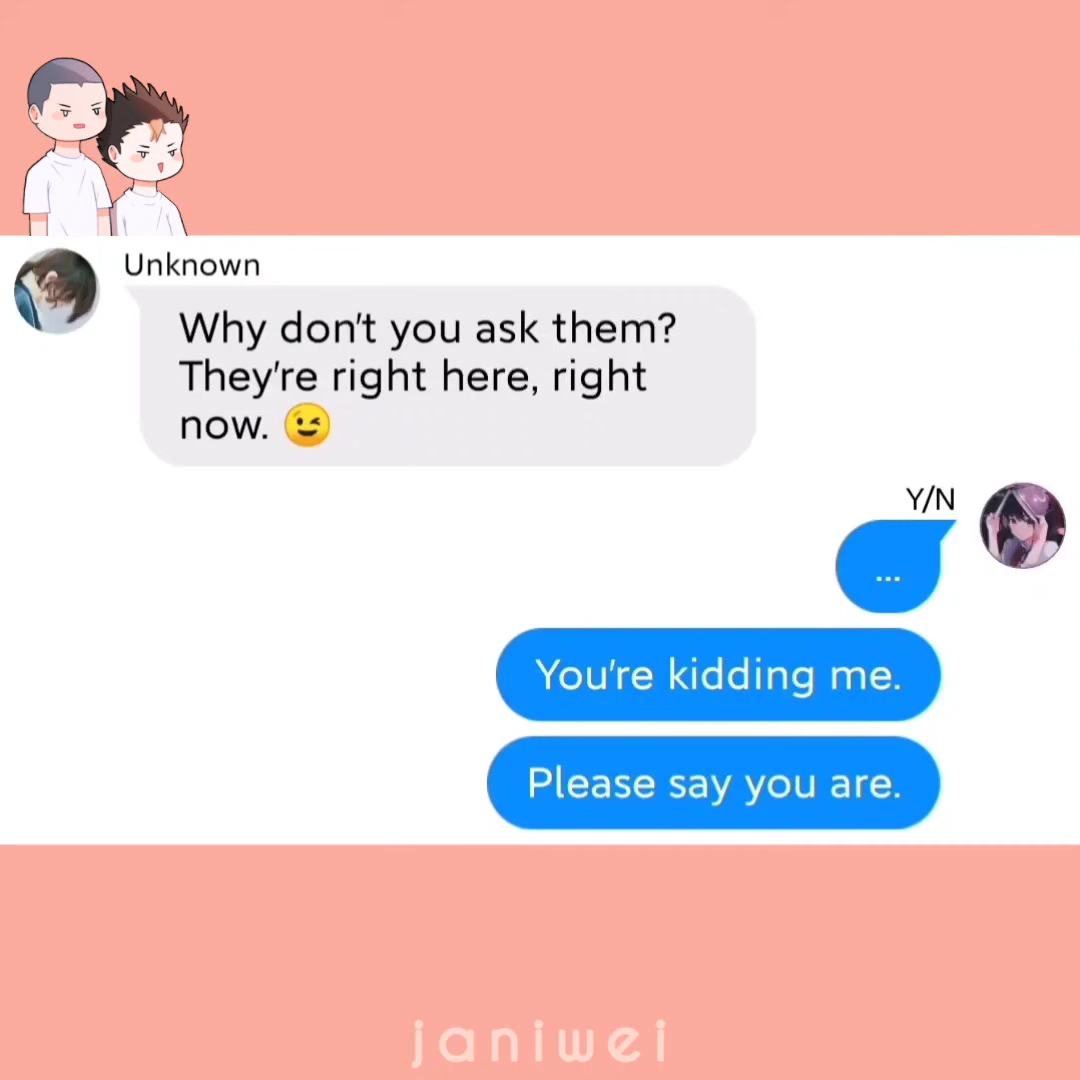 Unknown
Why don't you ask them?
They're right here, right
now. 😉
Y/N
...
You're kidding me.
Please say you are.
janiwei